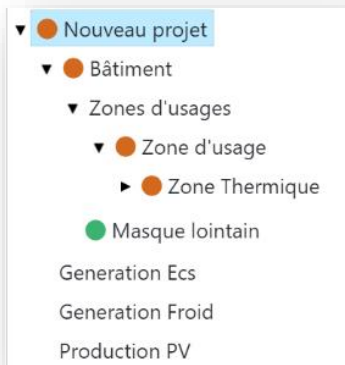 Nouveau projet
Bâtiment
Zones d'usages
Zone d'usage
Zone Thermique
Masque lointain
Generation Ecs
Generation Froid
Production PV